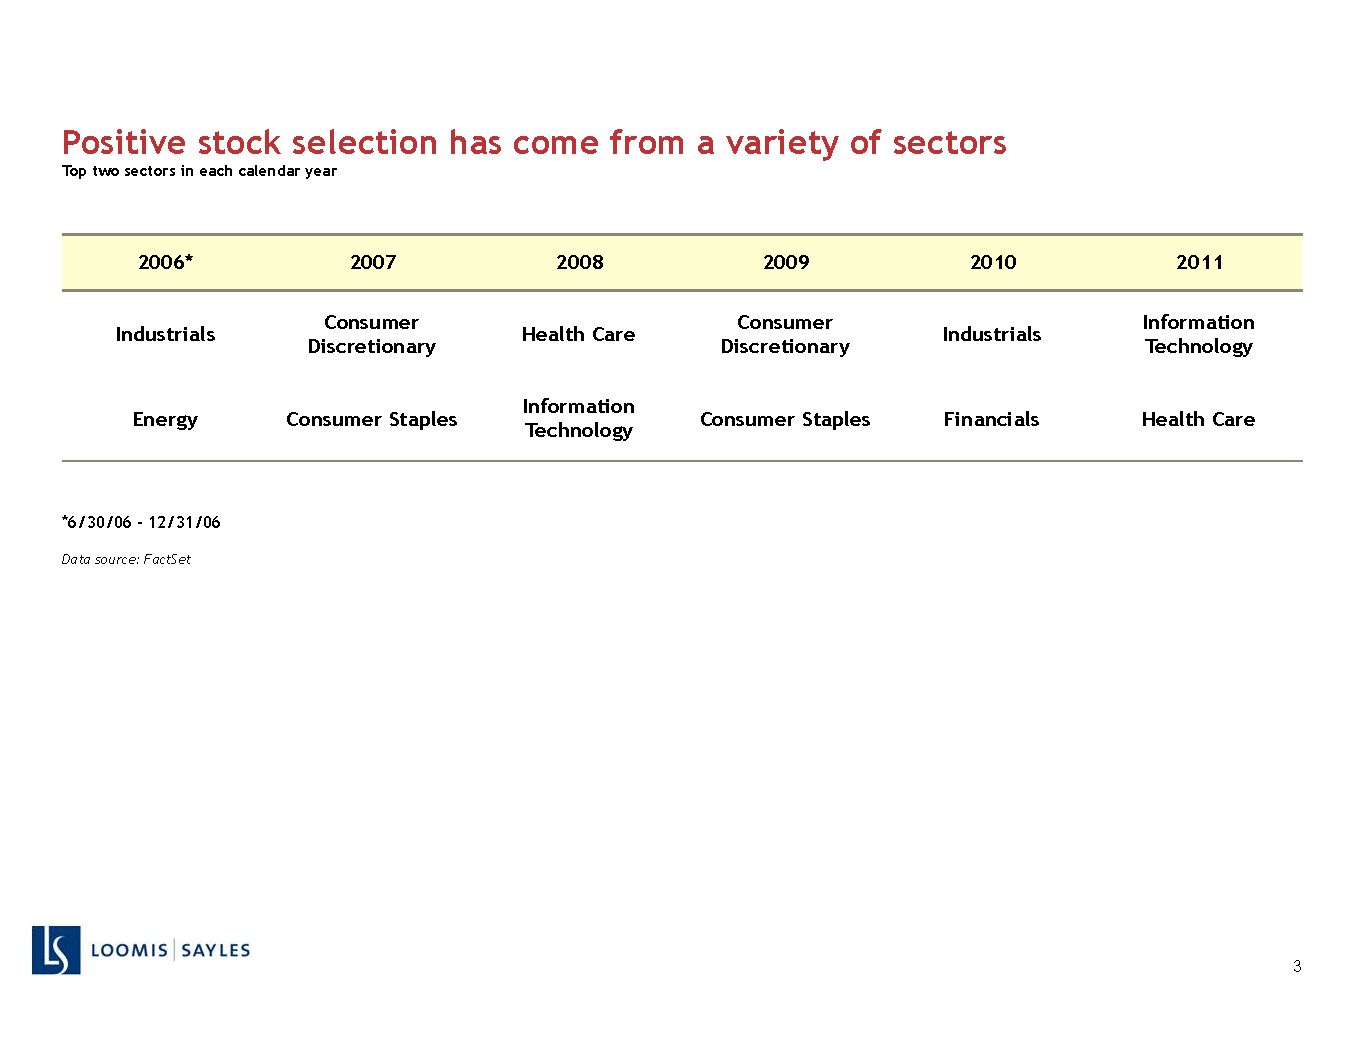 Positive stock selection has come from a variety of sectors
Top two sectors in each calendar year
2006* 2007 2008 2009 2010 2011
Industrials Consumer Discretionary Health Care Consumer Discretionary Industrials Information Technology
Energy Consumer Staples Information Technology Consumer Staples Financials Health Care
*6/30/06 - 12/31/06
Data source: FactSet
LS LOOMIS | SAYLES
3